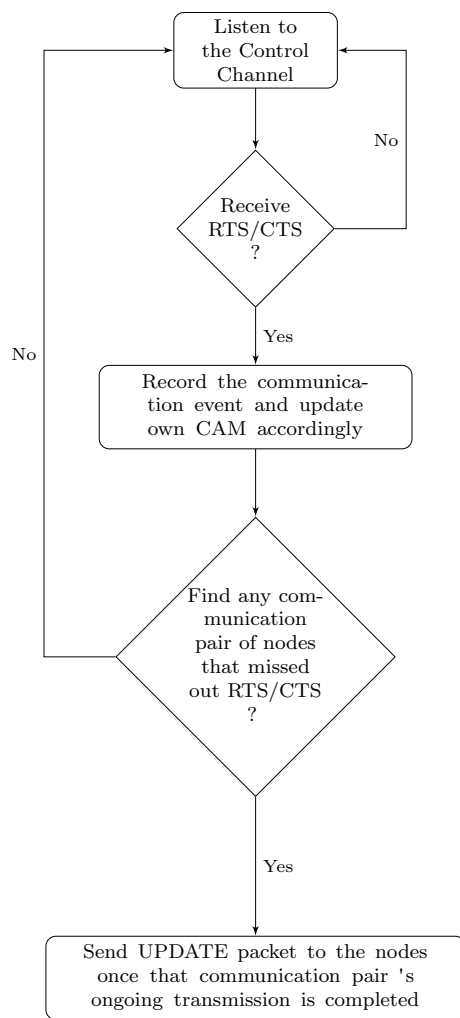 Listen to
the Control
Channel
No
Receive
RTS/CTS
?
Yes
No
Record the communica-
tion event and update
own CAM accordingly
Find any com-
munication
pair of nodes
that missed
out RTS/CTS
?
Yes
Send UPDATE packet to the nodes
once that communication pair 's
ongoing transmission is completed